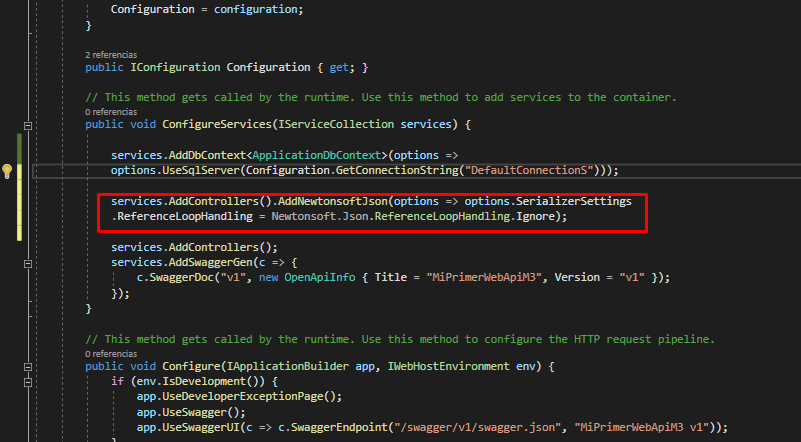 Configuration = configuration;
}
2 referencias
public IConfiguration Configuration { get; }
// This method gets called by the runtime. Use this method to add services to the container.
0 referencias
public void ConfigureServices(IServiceCollection services) {
services.AddDbContext<ApplicationDbContext>(options =>
options.UseSqlServer(Configuration.GetConnectionString("DefaultConnectionS")));
services.AddControllers().AddNewtonsoftJson(options => options.SerializerSettings
.ReferenceLoopHandling = Newtonsoft.Json.ReferenceLoopHandling.Ignore);
services.AddControllers();
services.AddSwaggerGen(c => {
c.SwaggerDoc("v1", new OpenApiInfo { Title = "MiPrimerWebApiM3", Version = "v1" });
});
}
// This method gets called by the runtime. Use this method to configure the HTTP request pipeline.
0 referencias
public void Configure(IApplicationBuilder app, IWebHostEnvironment env) {
if (env.IsDevelopment()) {
app.UseDeveloperExceptionPage();
app.UseSwagger();
app.UseSwaggerUI(c => c.SwaggerEndpoint("/swagger/v1/swagger.json", "MiPrimerWebApiM3 v1"));
}